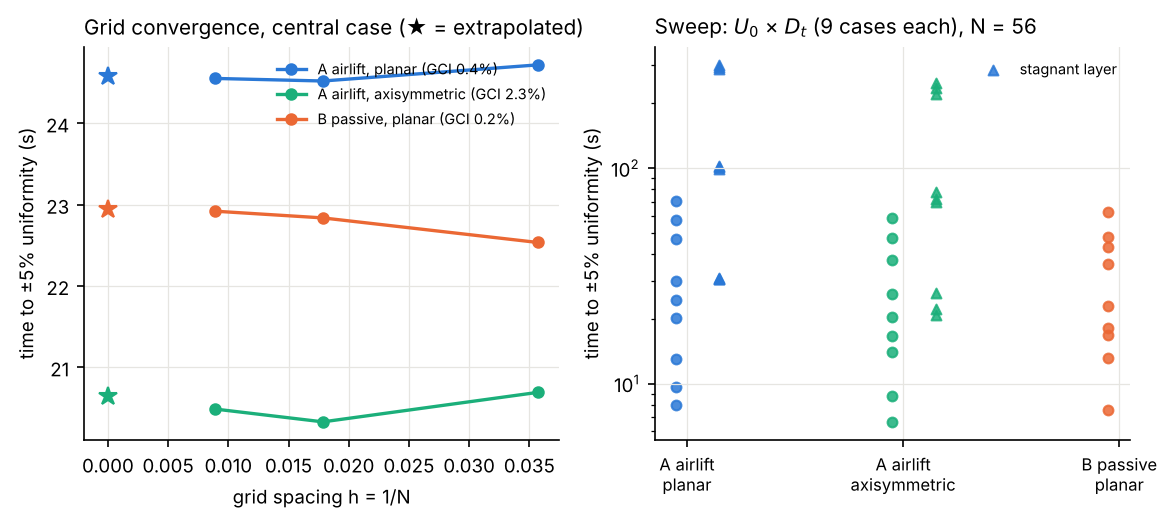 Grid convergence, central case (★ = extrapolated)
time to ±5% uniformity (s)
24
23
22
21
A airlift, planar (GCI 0.4%)
A airlift, axisymmetric (GCI 2.3%)
B passive, planar (GCI 0.2%)
0.000 0.005 0.010 0.015 0.020 0.025 0.030 0.035
grid spacing h = 1/N
Sweep: U₀ × Dₜ (9 cases each), N = 56
time to ±5% uniformity (s)
10²
10¹
stagnant layer
A airlift
planar
A airlift
axisymmetric
B passive
planar